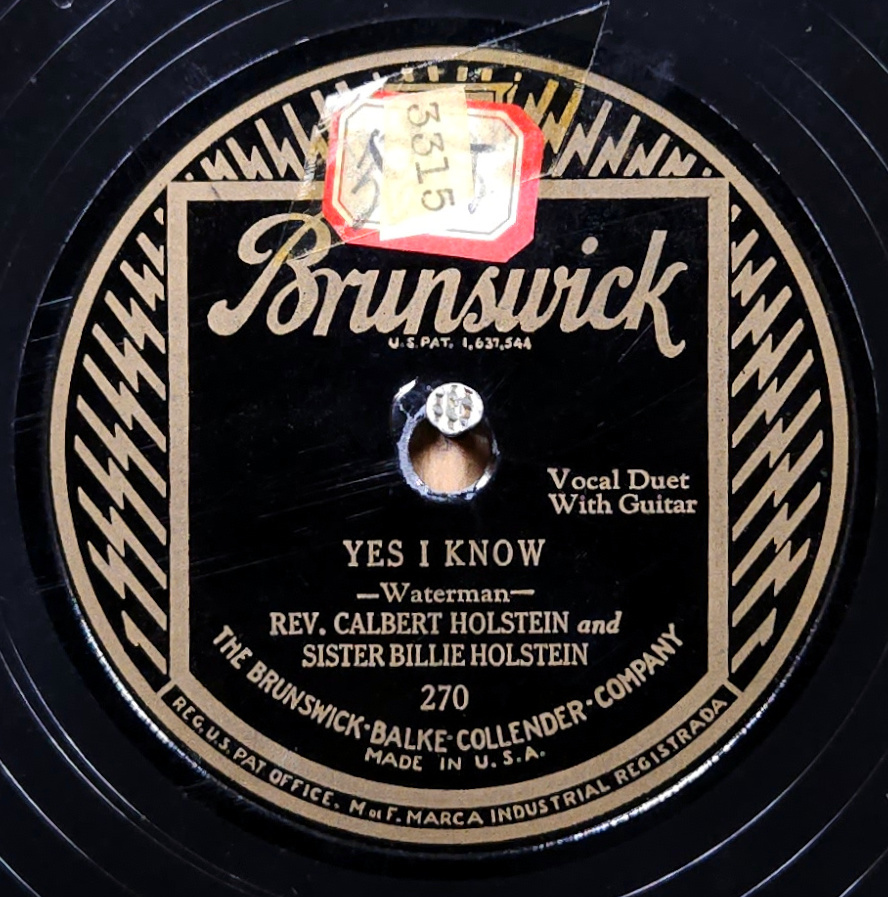 3315
Brunswick
U.S. PAT. 1,637,544
Vocal Duet
With Guitar
YES I KNOW
—Waterman—
REV. CALBERT HOLSTEIN and
SISTER BILLIE HOLSTEIN
270
THE BRUNSWICK-BALKE-COLLENDER-COMPANY
MADE IN U.S.A.
REG. U.S. PAT OFFICE. M de F. MARCA INDUSTRIAL REGISTRADA